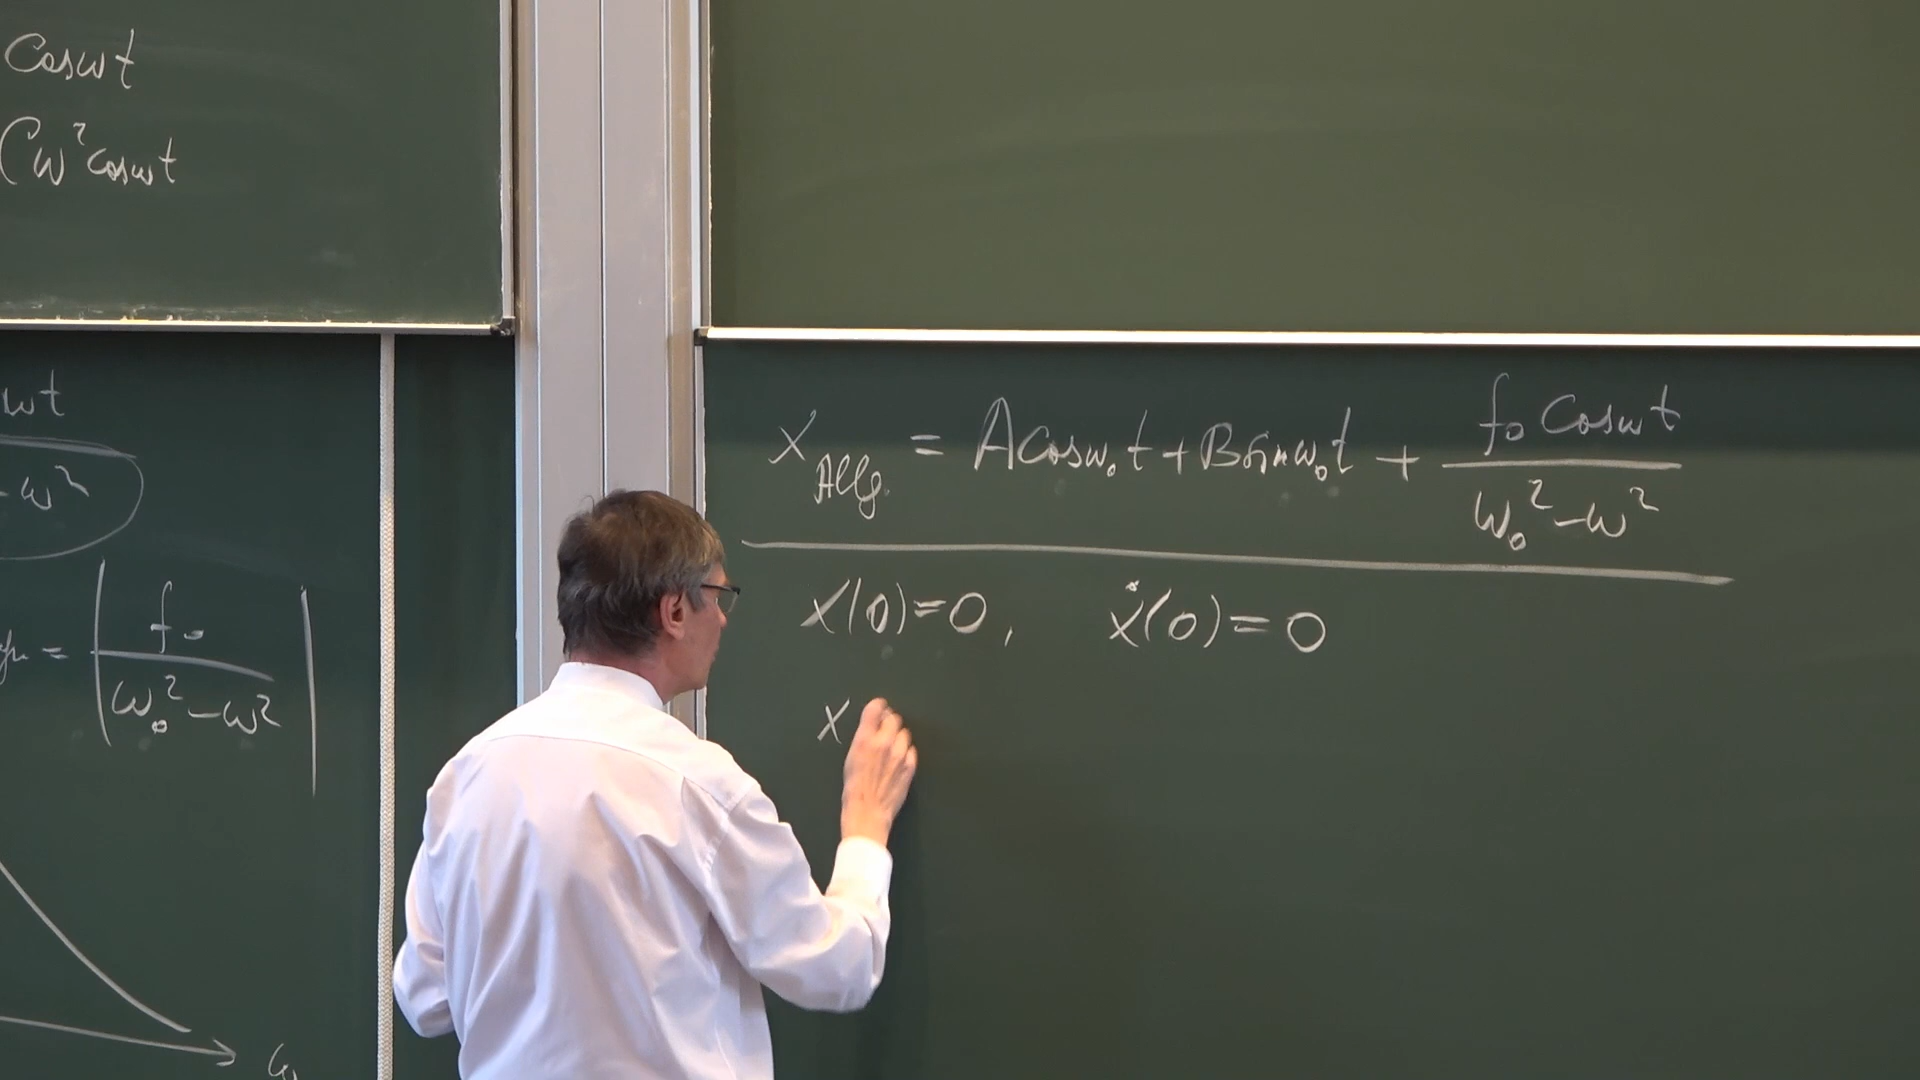 cos ωt
Cω² cos ωt
ωt
- ω²
= | f₀ / (ω₀² - ω²) |
ω
x_Allg. = A cos ω₀t + B sin ω₀t + f₀ cos ωt / (ω₀² - ω²)
x(0)=0, ẋ(0)=0
x